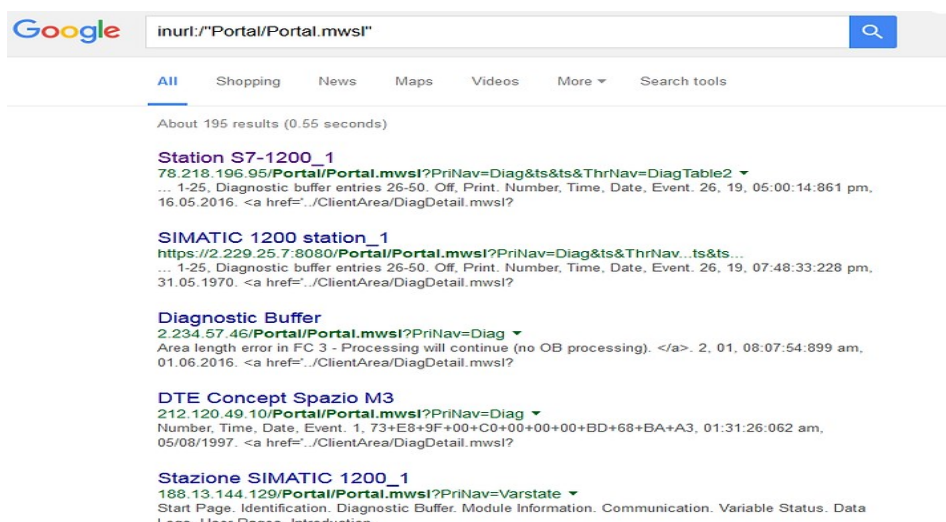 Google
inurl:/"Portal/Portal.mwsl"
All Shopping News Maps Videos More Search tools
About 195 results (0.55 seconds)
Station S7-1200_1
78.218.196.95/Portal/Portal.mwsl?PriNav=Diag&ts&ts&ThrNav=DiagTable2
... 1-25, Diagnostic buffer entries 26-50. Off, Print. Number, Time, Date, Event. 26, 19, 05:00:14:861 pm,
16.05.2016. <a href='../ClientArea/DiagDetail.mwsl?
SIMATIC 1200 station_1
https://2.229.25.7:8080/Portal/Portal.mwsl?PriNav=Diag&ts&ThrNav...ts&ts...
... 1-25, Diagnostic buffer entries 26-50. Off, Print. Number, Time, Date, Event. 26, 19, 07:48:33:228 pm,
31.05.1970. <a href='../ClientArea/DiagDetail.mwsl?
Diagnostic Buffer
2.234.57.46/Portal/Portal.mwsl?PriNav=Diag
Area length error in FC 3 - Processing will continue (no OB processing). </a>. 2, 01, 08:07:54:899 am,
01.06.2016. <a href='../ClientArea/DiagDetail.mwsl?
DTE Concept Spazio M3
212.120.49.10/Portal/Portal.mwsl?PriNav=Diag
Number, Time, Date, Event. 1, 73+E8+9F+00+C0+00+00+00+BD+68+BA+A3, 01:31:26:062 am,
05/08/1997. <a href='../ClientArea/DiagDetail.mwsl?
Stazione SIMATIC 1200_1
188.13.144.129/Portal/Portal.mwsl?PriNav=Varstate
Start Page. Identification. Diagnostic Buffer. Module Information. Communication. Variable Status. Data
Logs. User Pages. Introduction